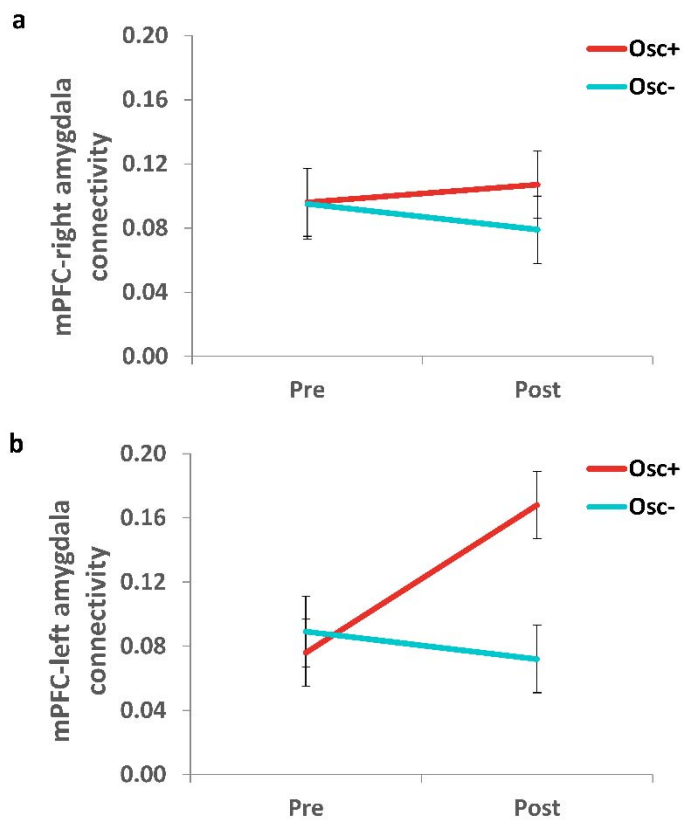 a
mPFC-right amygdala
connectivity
0.20
0.16
0.12
0.08
0.04
0.00
Pre
Post
Osc+
Osc-
b
mPFC-left amygdala
connectivity
0.20
0.16
0.12
0.08
0.04
0.00
Pre
Post
Osc+
Osc-